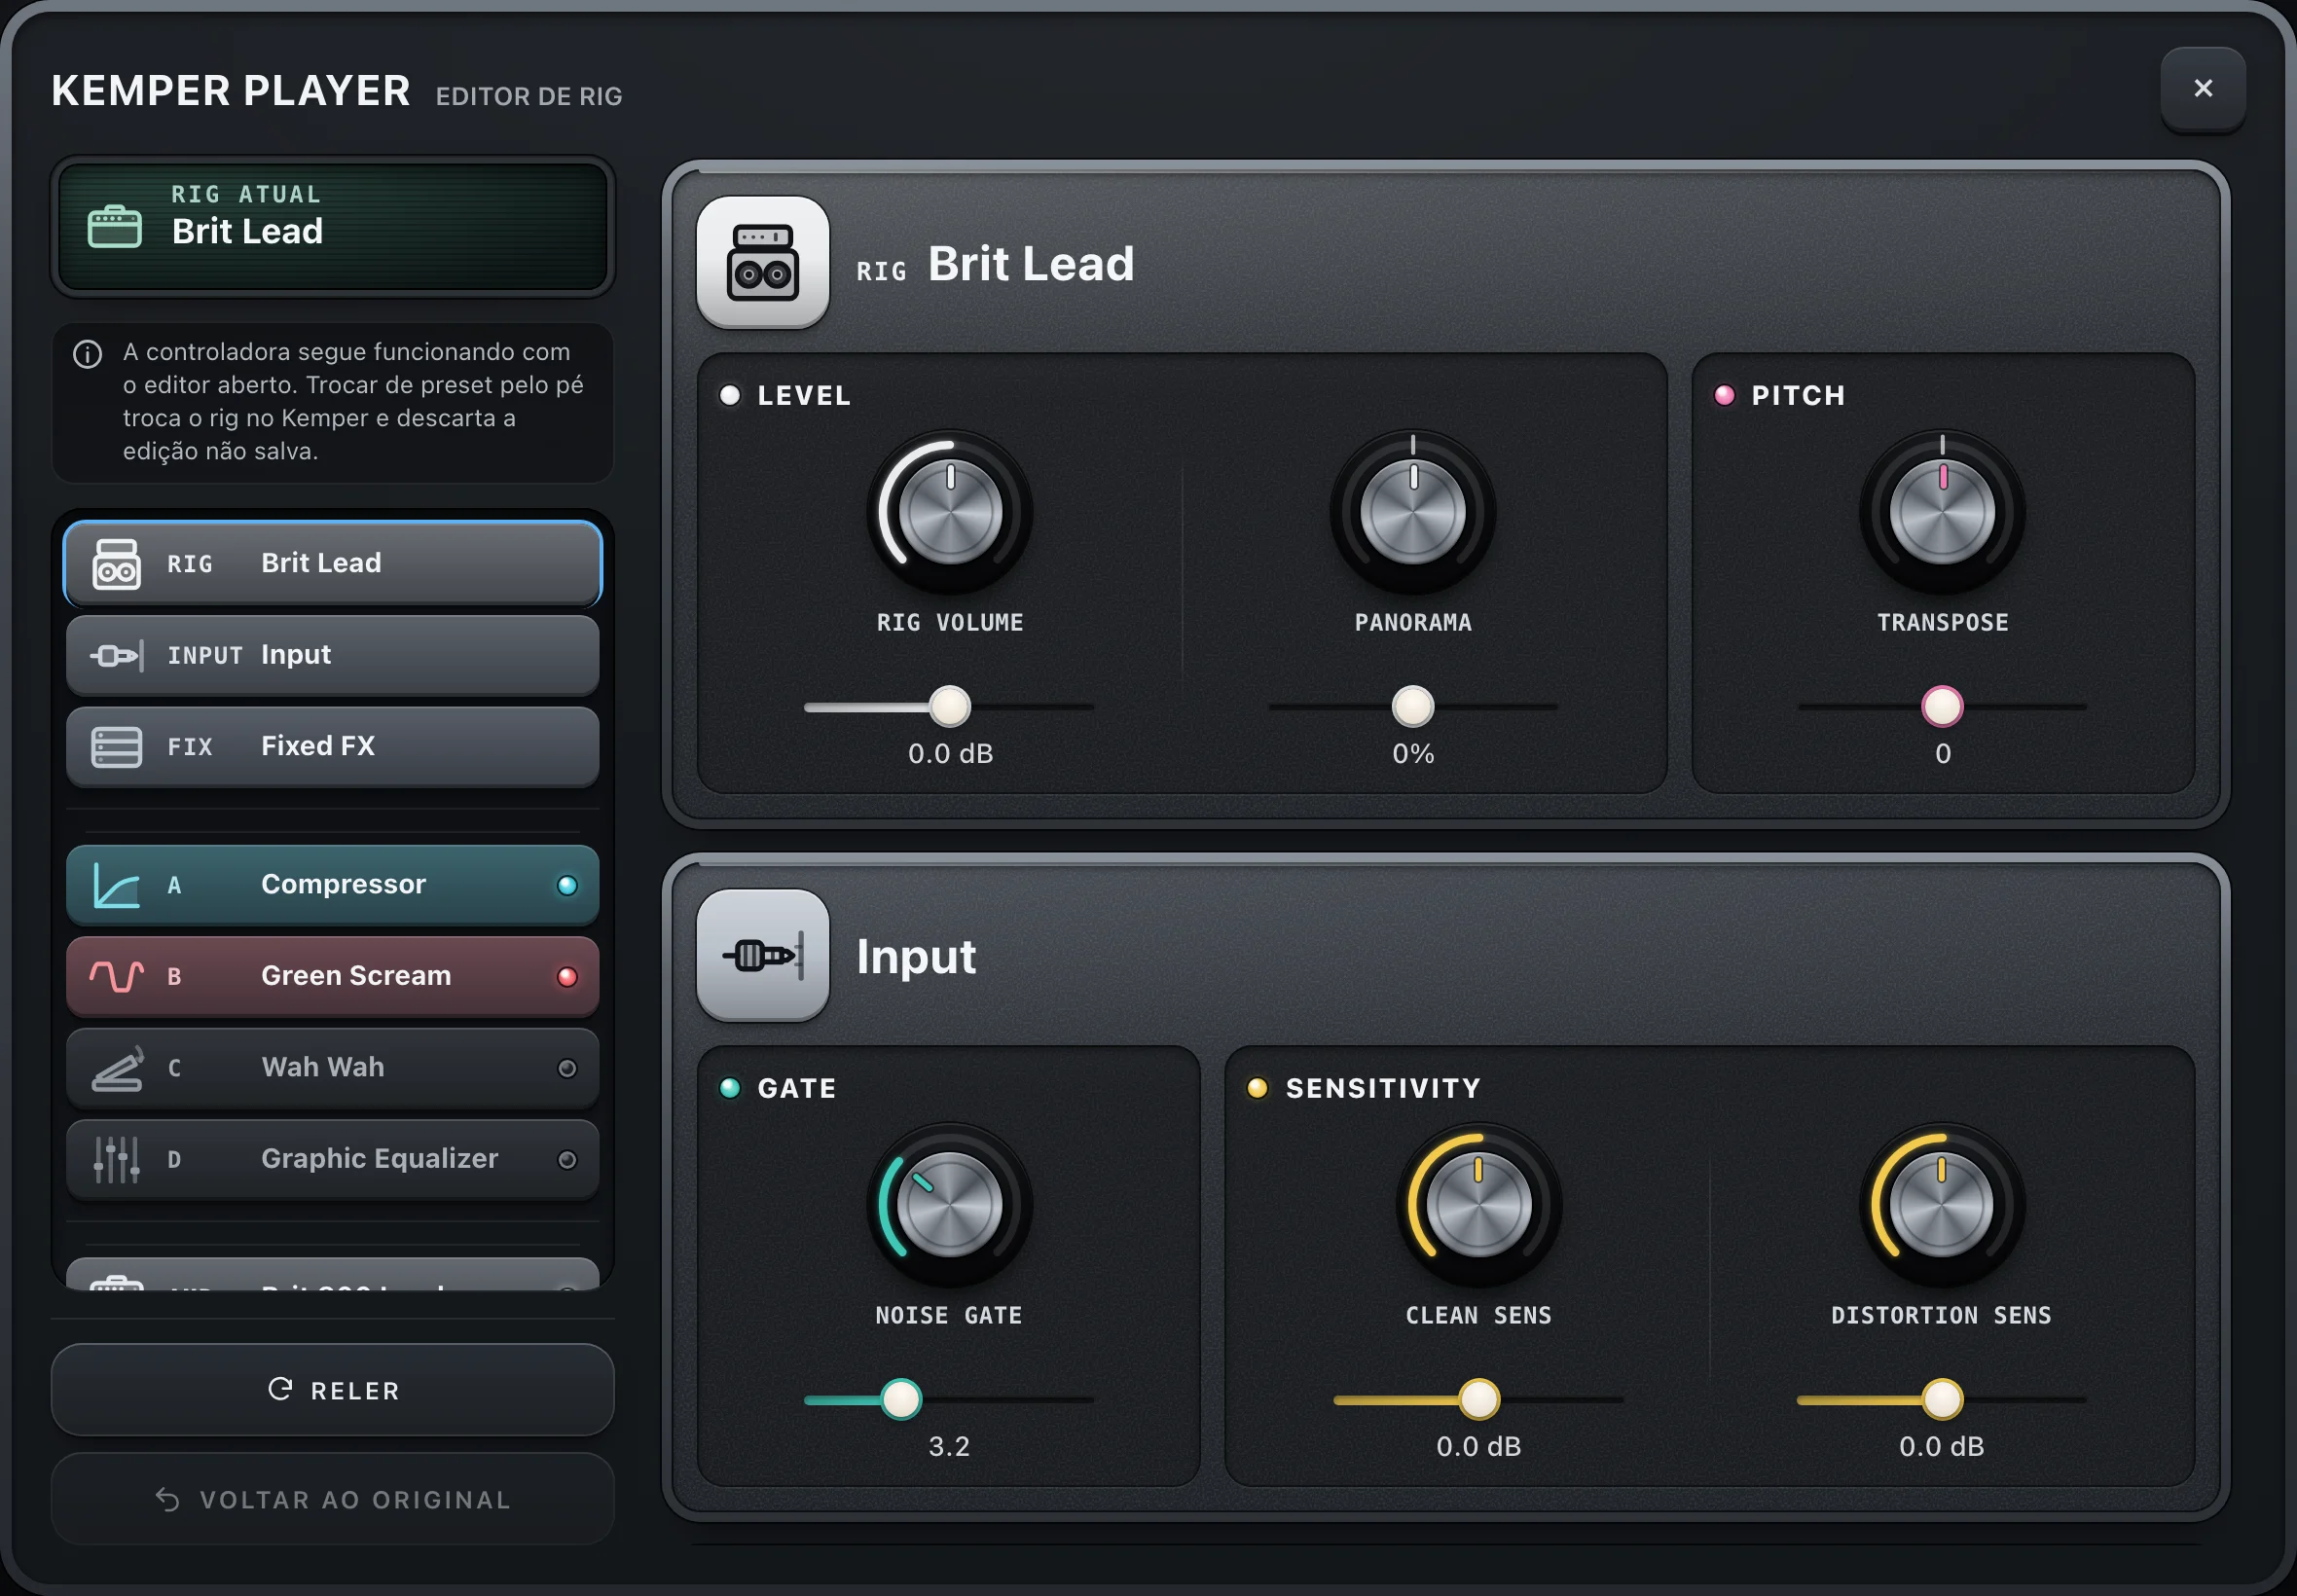 KEMPER PLAYER EDITOR DE RIG
×
RIG ATUAL
Brit Lead
A controladora segue funcionando com
o editor aberto. Trocar de preset pelo pé
troca o rig no Kemper e descarta a
edição não salva.
RIG Brit Lead
INPUT Input
FIX Fixed FX
A Compressor
B Green Scream
C Wah Wah
D Graphic Equalizer
RELER
VOLTAR AO ORIGINAL
RIG Brit Lead
LEVEL
RIG VOLUME
0.0 dB
PANORAMA
0%
PITCH
TRANSPOSE
0
Input
GATE
NOISE GATE
3.2
SENSITIVITY
CLEAN SENS
0.0 dB
DISTORTION SENS
0.0 dB